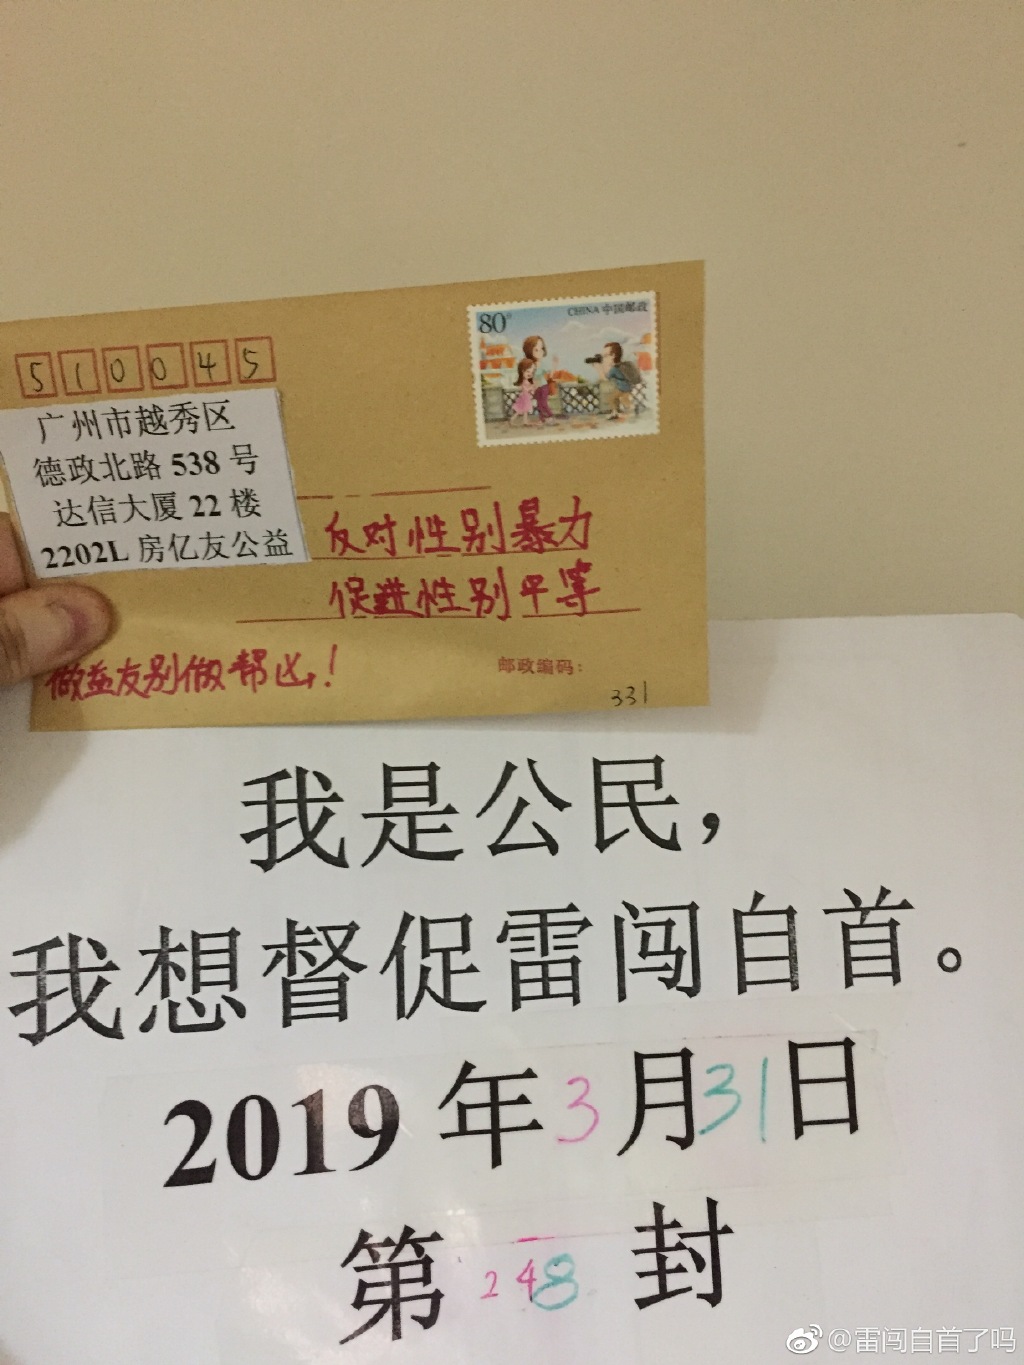 80
CHINA 中国邮政
510045
广州市越秀区
德政北路 538 号
达信大厦 22 楼
2202L 房亿友公益
反对性别暴力
促进性别平等
做益友别做帮凶！
邮政编码：
331
我是公民，
我想督促雷闯自首。
2019 年 3 月 31 日
第 248 封
@雷闯自首了吗